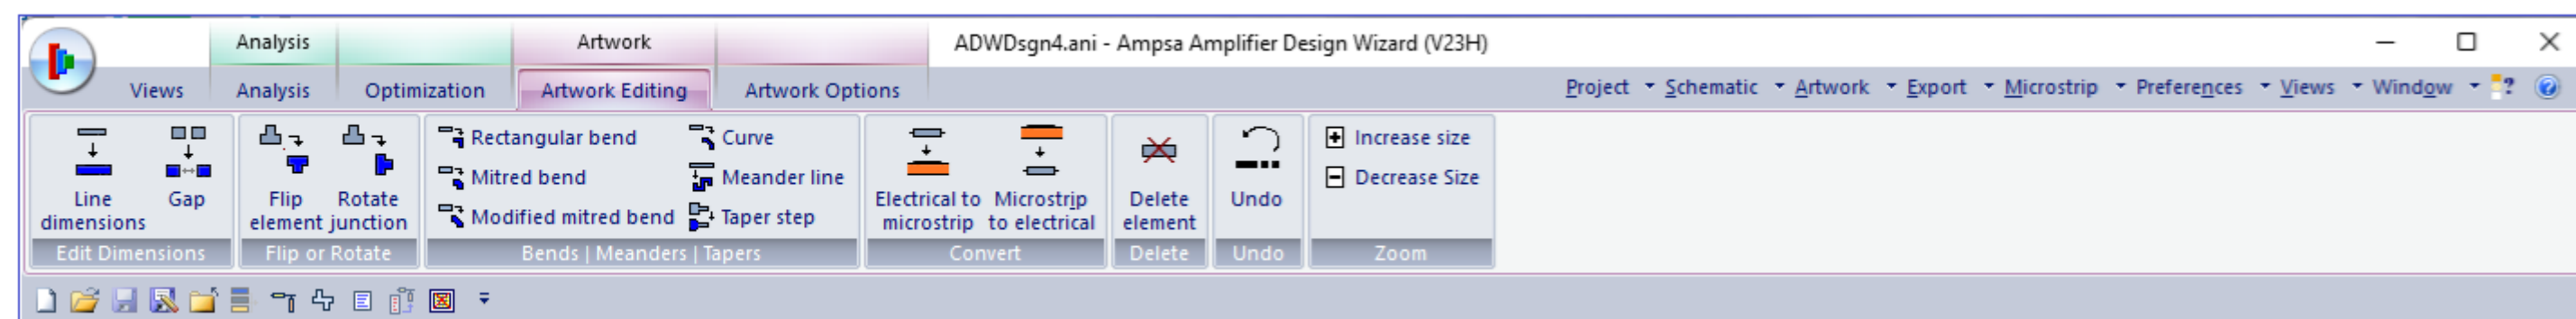 Analysis Artwork ADWDsgn4.ani - Ampsa Amplifier Design Wizard (V23H)
Views Analysis Optimization Artwork Editing Artwork Options Project Schematic Artwork Export Microstrip Preferences Views Window ? ?
Line dimensions
Gap
Edit Dimensions
Flip element
Rotate junction
Flip or Rotate
Rectangular bend
Mitred bend
Modified mitred bend
Curve
Meander line
Taper step
Bends | Meanders | Tapers
Electrical to microstrip
Microstrip to electrical
Convert
Delete element
Delete
Undo
Undo
Increase size
Decrease Size
Zoom